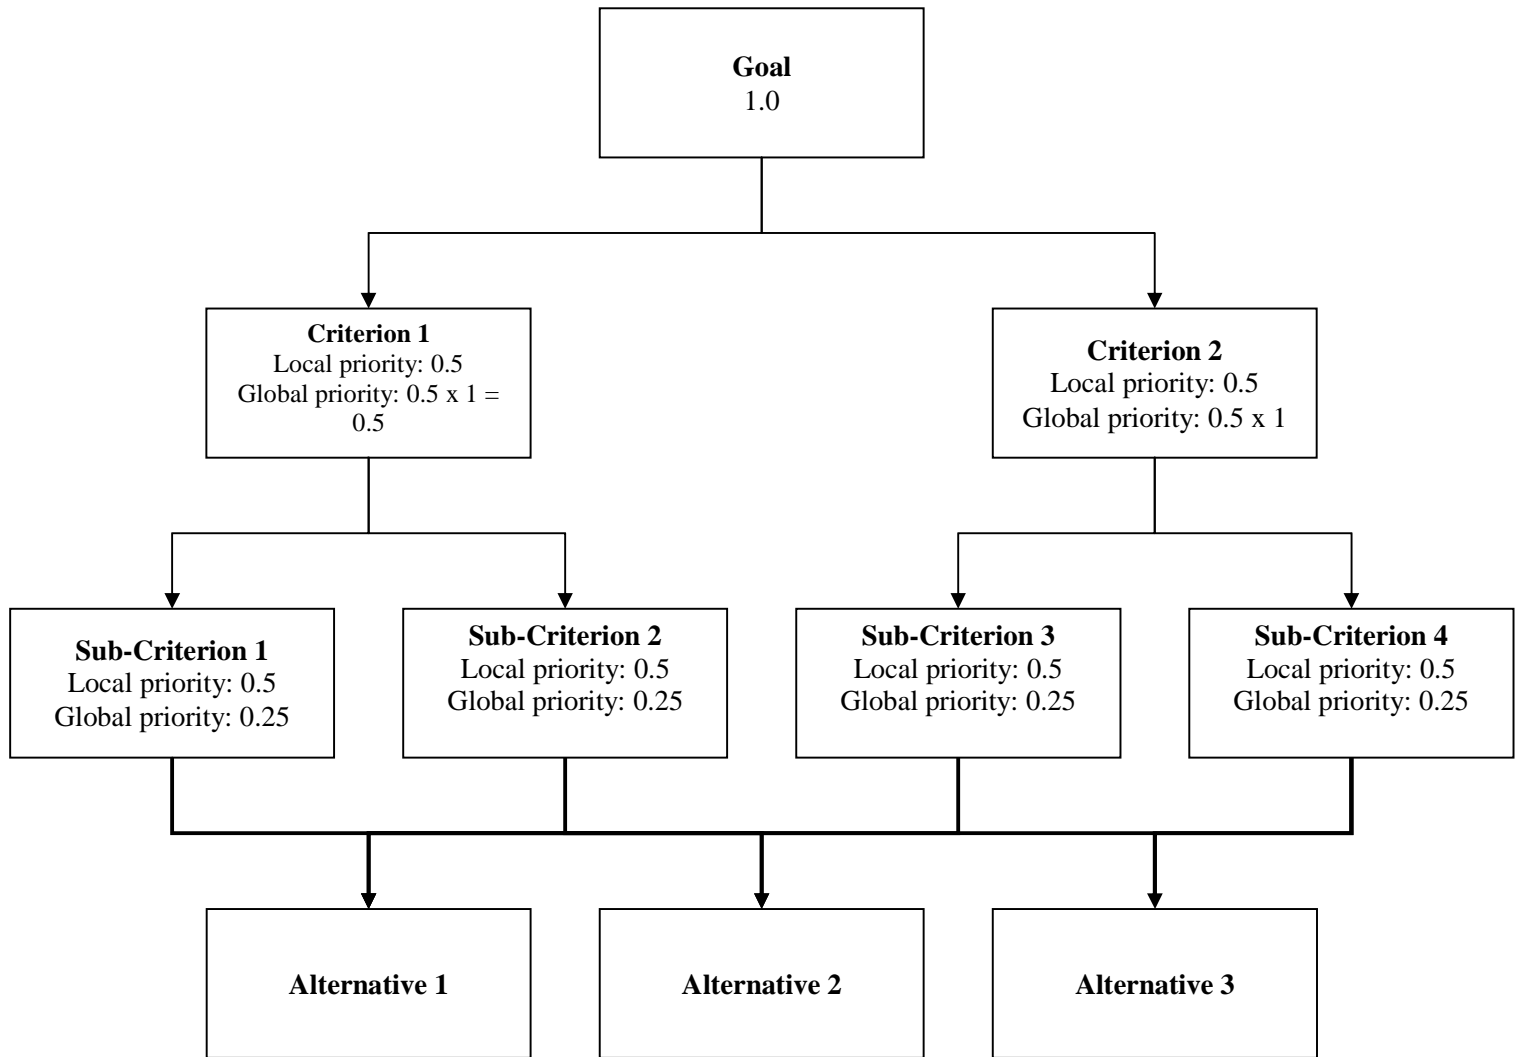 Goal
1.0
Criterion 1
Local priority: 0.5
Global priority: 0.5 x 1 =
0.5
Criterion 2
Local priority: 0.5
Global priority: 0.5 x 1
Sub-Criterion 1
Local priority: 0.5
Global priority: 0.25
Sub-Criterion 2
Local priority: 0.5
Global priority: 0.25
Sub-Criterion 3
Local priority: 0.5
Global priority: 0.25
Sub-Criterion 4
Local priority: 0.5
Global priority: 0.25
Alternative 1
Alternative 2
Alternative 3